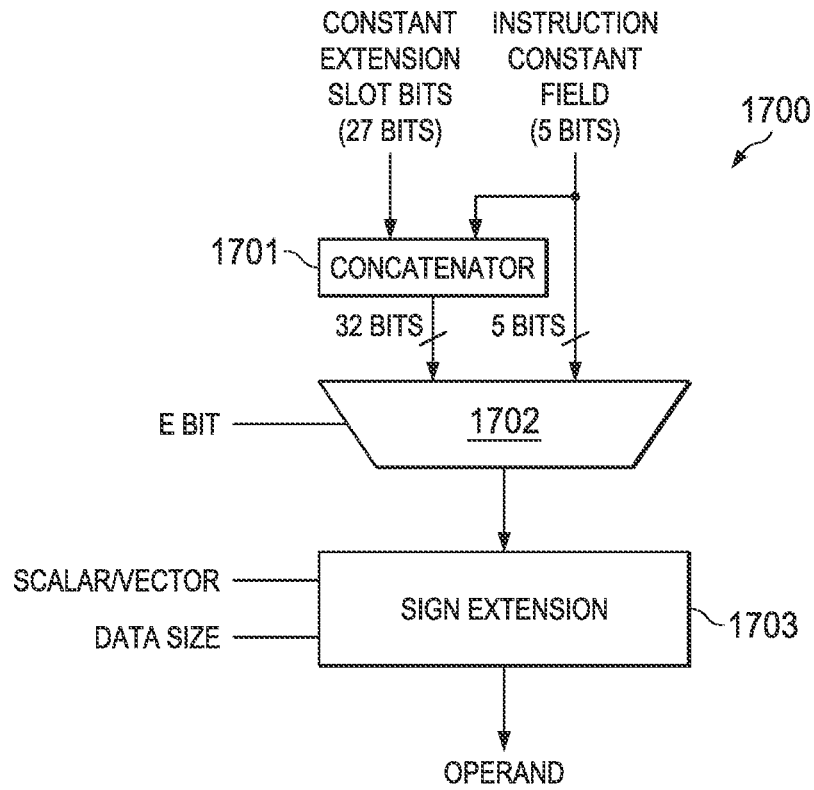 CONSTANT EXTENSION SLOT BITS (27 BITS)
INSTRUCTION CONSTANT FIELD (5 BITS)
1700
1701
CONCATENATOR
32 BITS
5 BITS
E BIT
1702
SCALAR/VECTOR
DATA SIZE
SIGN EXTENSION
1703
OPERAND